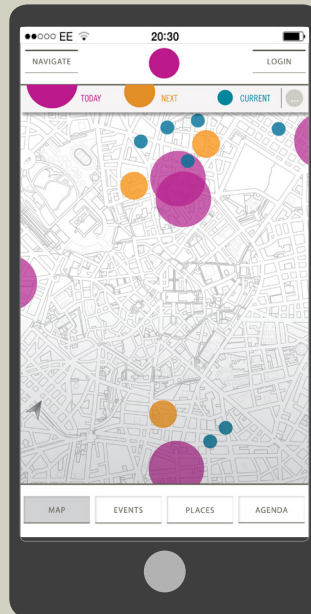 EE 20:30
NAVIGATE LOGIN
TODAY NEXT CURRENT ...
MAP EVENTS PLACES AGENDA